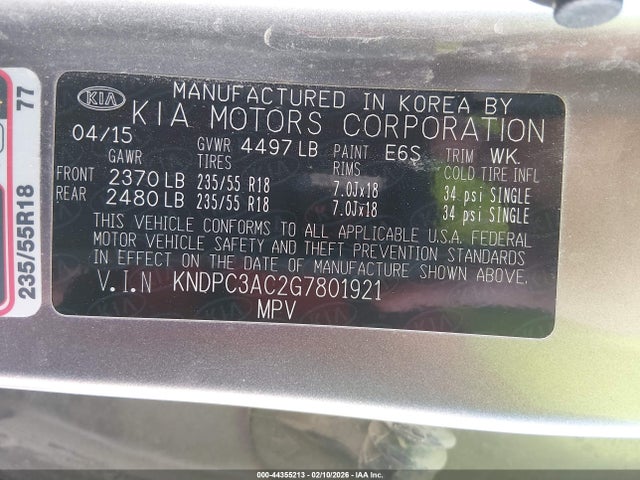 KIA
MANUFACTURED IN KOREA BY
KIA MOTORS CORPORATION
04/15 GVWR 4497 LB PAINT E6S TRIM WK
GAWR TIRES RIMS COLD TIRE INFL
FRONT 2370 LB 235/55 R18 7.0Jx18 34 psi SINGLE
REAR 2480 LB 235/55 R18 7.0Jx18 34 psi SINGLE
THIS VEHICLE CONFORMS TO ALL APPLICABLE U.S.A. FEDERAL
MOTOR VEHICLE SAFETY AND THEFT PREVENTION STANDARDS
IN EFFECT ON THE DATE OF MANUFACTURE SHOWN ABOVE.
V.I.N KNDPC3AC2G7801921
MPV
77
235/55R18
000-44355213 - 02/10/2026 - IAA Inc.